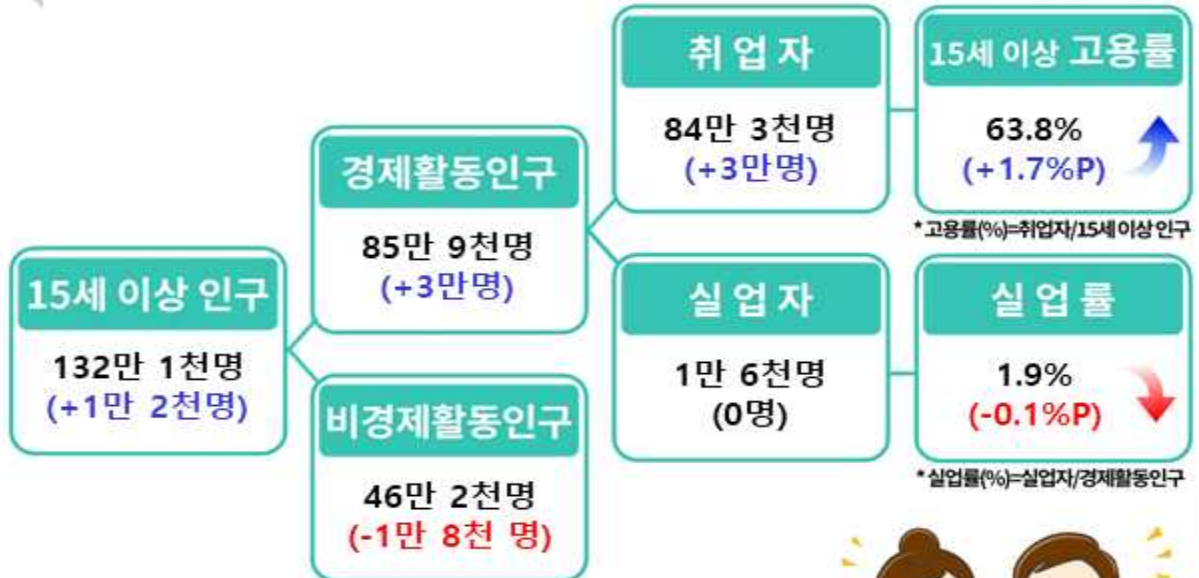 15세 이상 인구
132만 1천명
(+1만 2천명)
경제활동인구
85만 9천명
(+3만명)
비경제활동인구
46만 2천명
(-1만 8천 명)
취 업 자
84만 3천명
(+3만명)
15세 이상 고용률
63.8%
(+1.7%P)
*고용률(%)=취업자/15세이상인구
실 업 자
1만 6천명
(0명)
실 업 률
1.9%
(-0.1%P)
*실업률(%)=실업자/경제활동인구